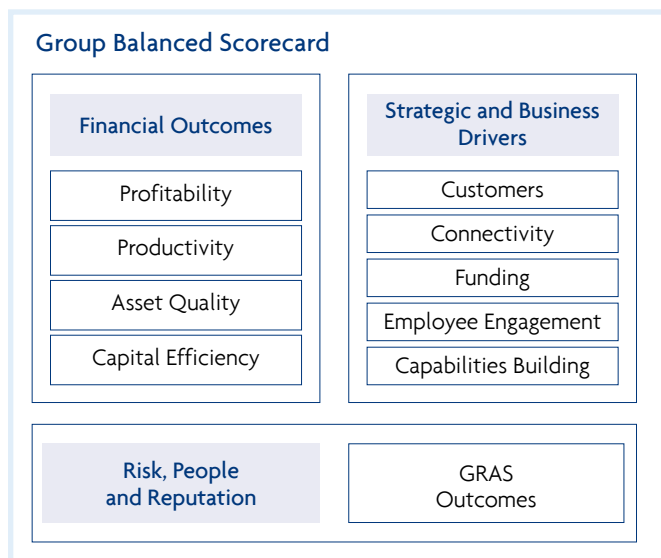 Group Balanced Scorecard
Financial Outcomes
Profitability
Productivity
Asset Quality
Capital Efficiency
Strategic and Business
Drivers
Customers
Connectivity
Funding
Employee Engagement
Capabilities Building
Risk, People
and Reputation
GRAS
Outcomes